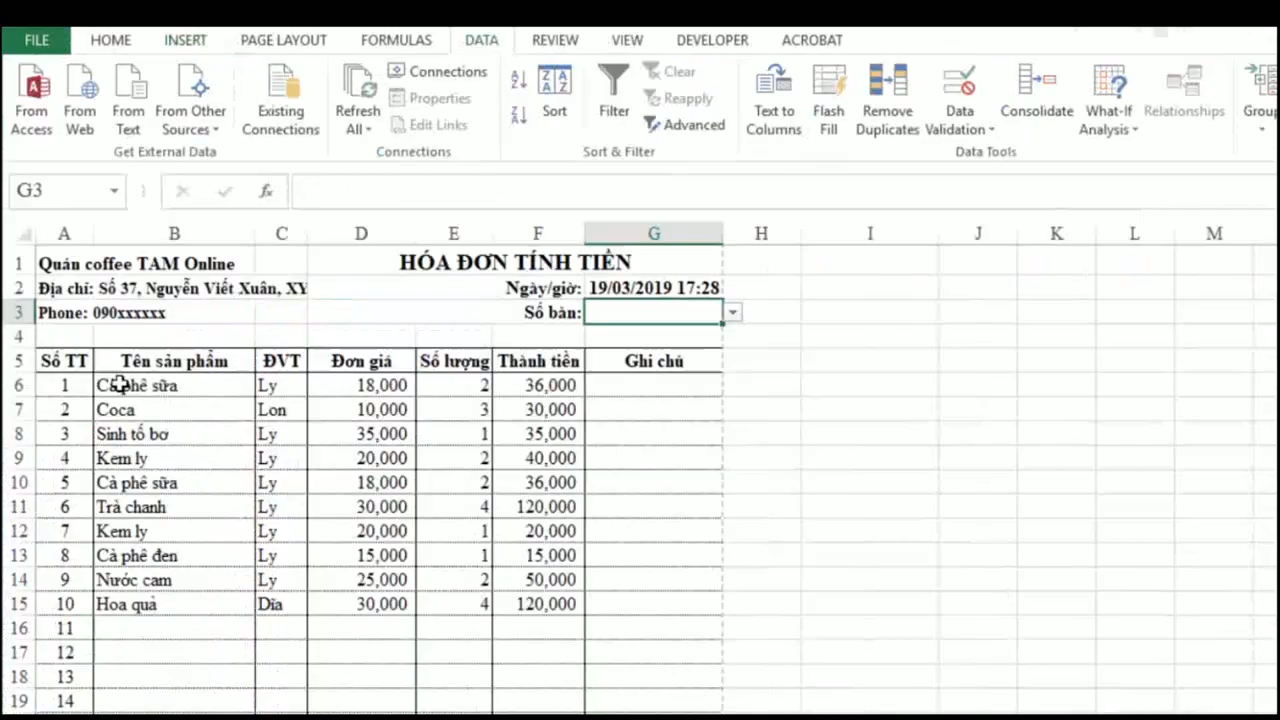 FILE HOME INSERT PAGE LAYOUT FORMULAS DATA REVIEW VIEW DEVELOPER ACROBAT
From Access From Web From Text From Other Sources Existing Connections Refresh All Connections Properties Edit Links Sort Filter Clear Reapply Advanced Text to Columns Flash Fill Remove Duplicates Data Validation Consolidate What-If Analysis Relationships Group
Get External Data Connections Sort & Filter Data Tools
G3 fx
A B C D E F G H I J K L M
1 Quán coffee TAM Online HÓA ĐƠN TÍNH TIỀN
2 Địa chỉ: Số 37, Nguyễn Viết Xuân, XY Ngày/giờ: 19/03/2019 17:28
3 Phone: 090xxxxxx Số bàn:
4
5 Số TT Tên sản phẩm ĐVT Đơn giá Số lượng Thành tiền Ghi chú
6 1 Cà phê sữa Ly 18,000 2 36,000
7 2 Coca Lon 10,000 3 30,000
8 3 Sinh tố bơ Ly 35,000 1 35,000
9 4 Kem ly Ly 20,000 2 40,000
10 5 Cà phê sữa Ly 18,000 2 36,000
11 6 Trà chanh Ly 30,000 4 120,000
12 7 Kem ly Ly 20,000 1 20,000
13 8 Cà phê đen Ly 15,000 1 15,000
14 9 Nước cam Ly 25,000 2 50,000
15 10 Hoa quả Dĩa 30,000 4 120,000
16 11
17 12
18 13
19 14